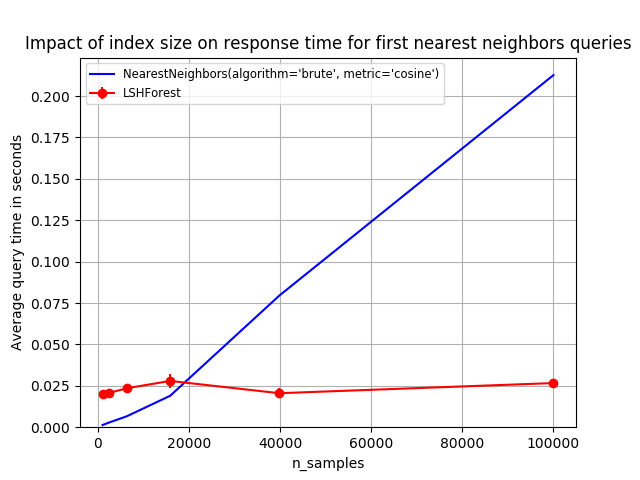 Impact of index size on response time for first nearest neighbors queries
NearestNeighbors(algorithm='brute', metric='cosine')
LSHForest
Average query time in seconds
0.200
0.175
0.150
0.125
0.100
0.075
0.050
0.025
0.000
0 20000 40000 60000 80000 100000
n_samples